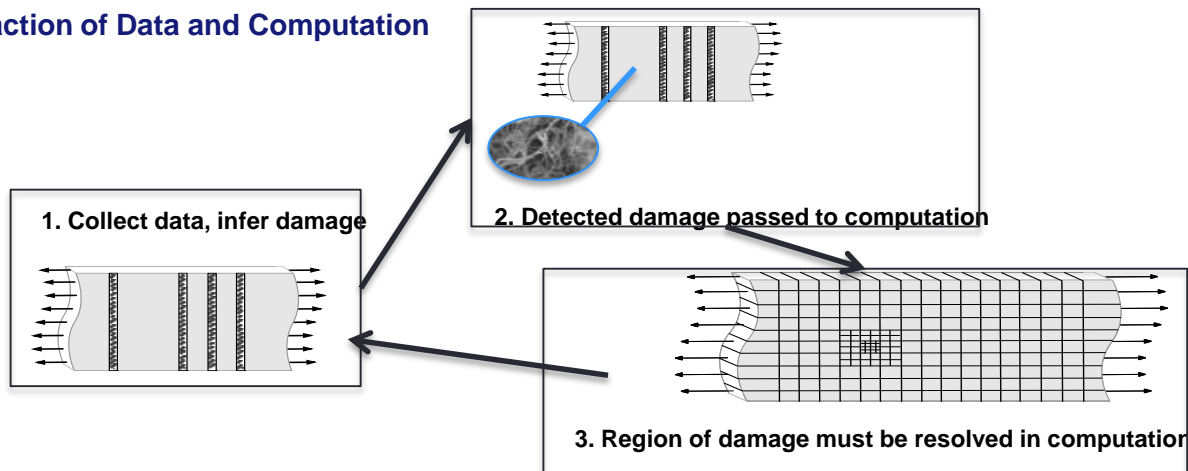 action of Data and Computation
1. Collect data, infer damage
2. Detected damage passed to computation
3. Region of damage must be resolved in computation